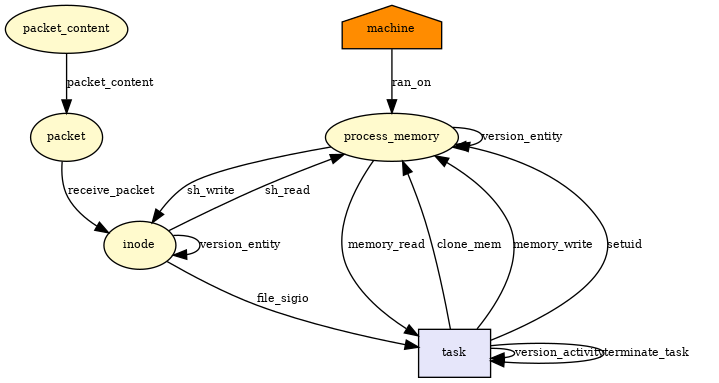 packet_content
machine
packet_content
ran_on
packet
process_memory
version_entity
receive_packet
sh_write
sh_read
inode
version_entity
memory_read
clone_mem
memory_write
setuid
file_sigio
task
version_activity
terminate_task